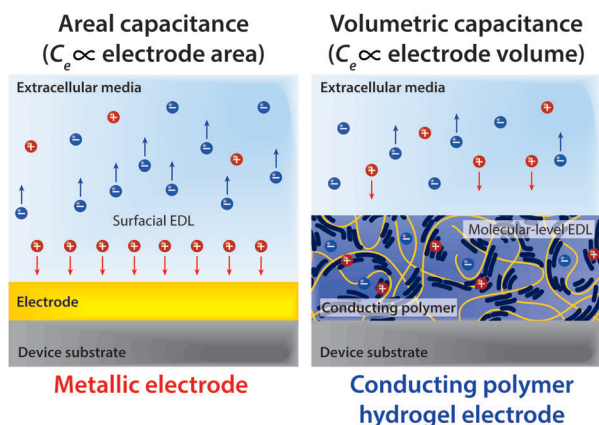 Areal capacitance
(Cₑ ∝ electrode area)
Extracellular media
Surfacial EDL
Electrode
Device substrate
Metallic electrode
Volumetric capacitance
(Cₑ ∝ electrode volume)
Extracellular media
Molecular-level EDL
Conducting polymer
Device substrate
Conducting polymer
hydrogel electrode